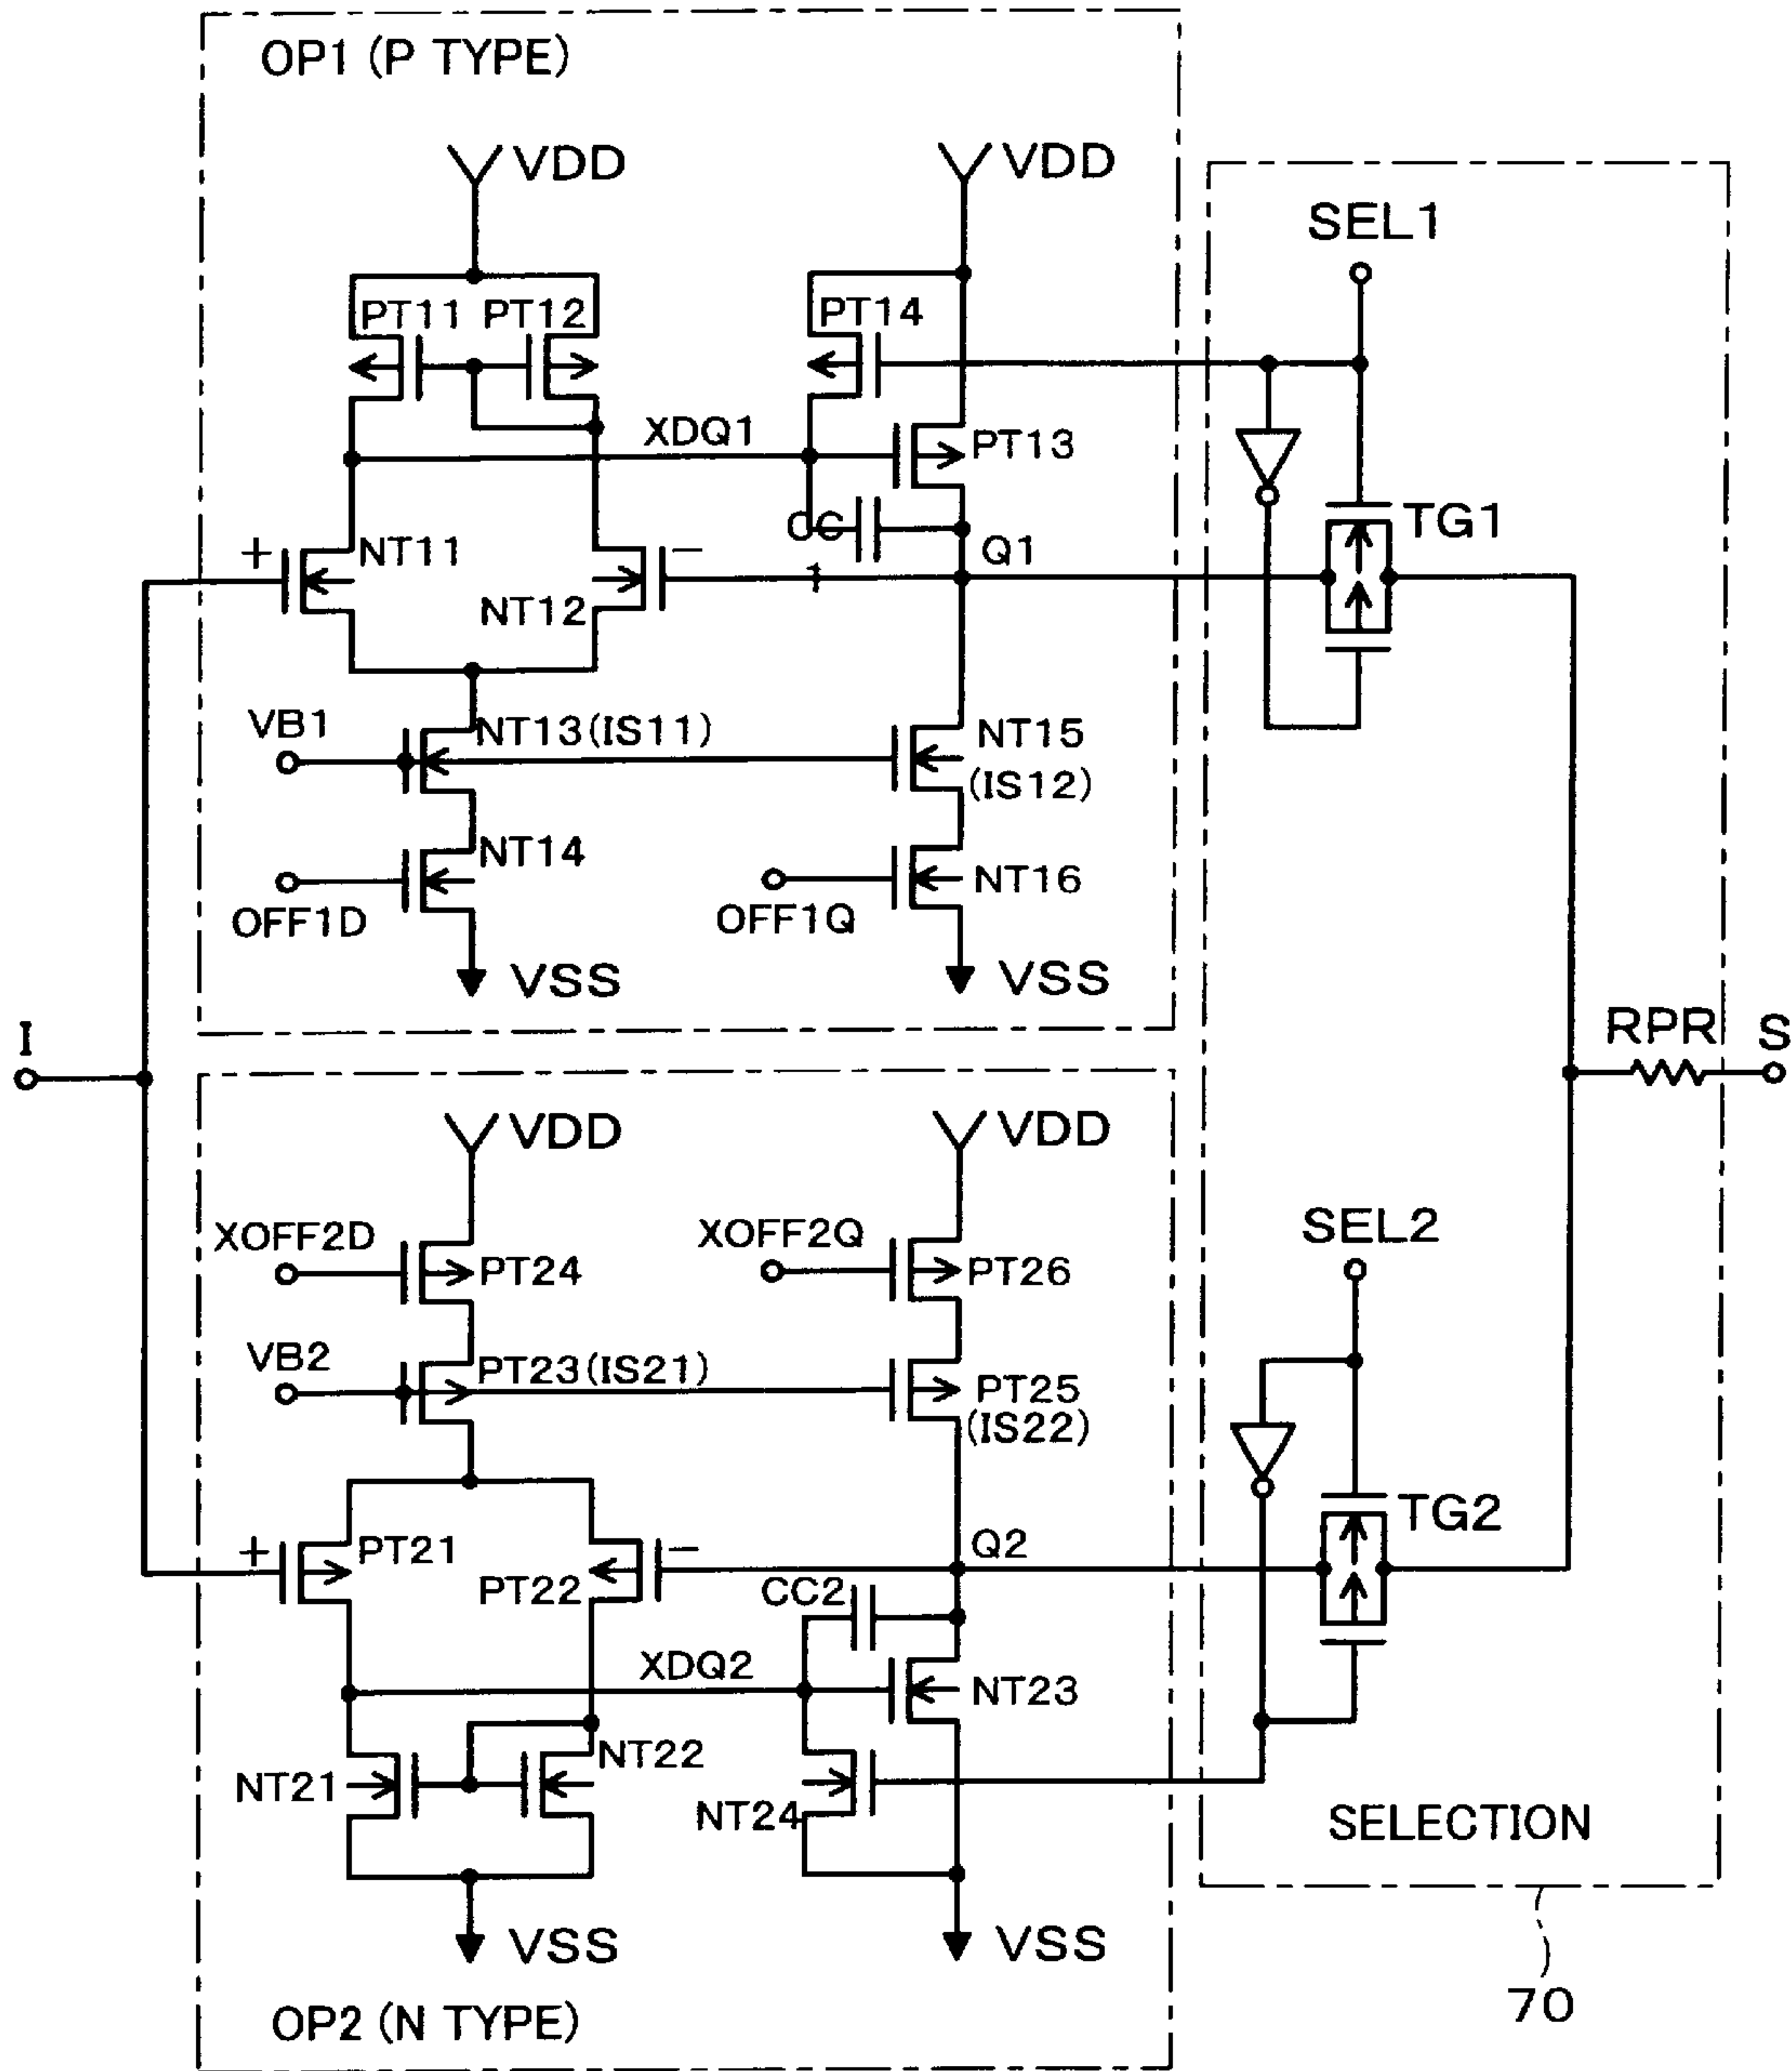 OP1 (P TYPE)
VDD
VDD
SEL1
PT11
PT12
PT14
XDQ1
PT13
CC
1
TG1
+
NT11
−
NT12
Q1
VB1
NT13(IS11)
NT15
(IS12)
NT14
NT16
OFF1D
OFF1Q
VSS
VSS
I
RPR
S
VDD
VDD
XOFF2D
PT24
XOFF2Q
PT26
SEL2
VB2
PT23(IS21)
PT25
(IS22)
TG2
+
PT21
−
PT22
Q2
CC2
XDQ2
NT23
NT21
NT22
NT24
SELECTION
VSS
VSS
70
OP2 (N TYPE)